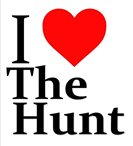 I ❤
The
Hunt